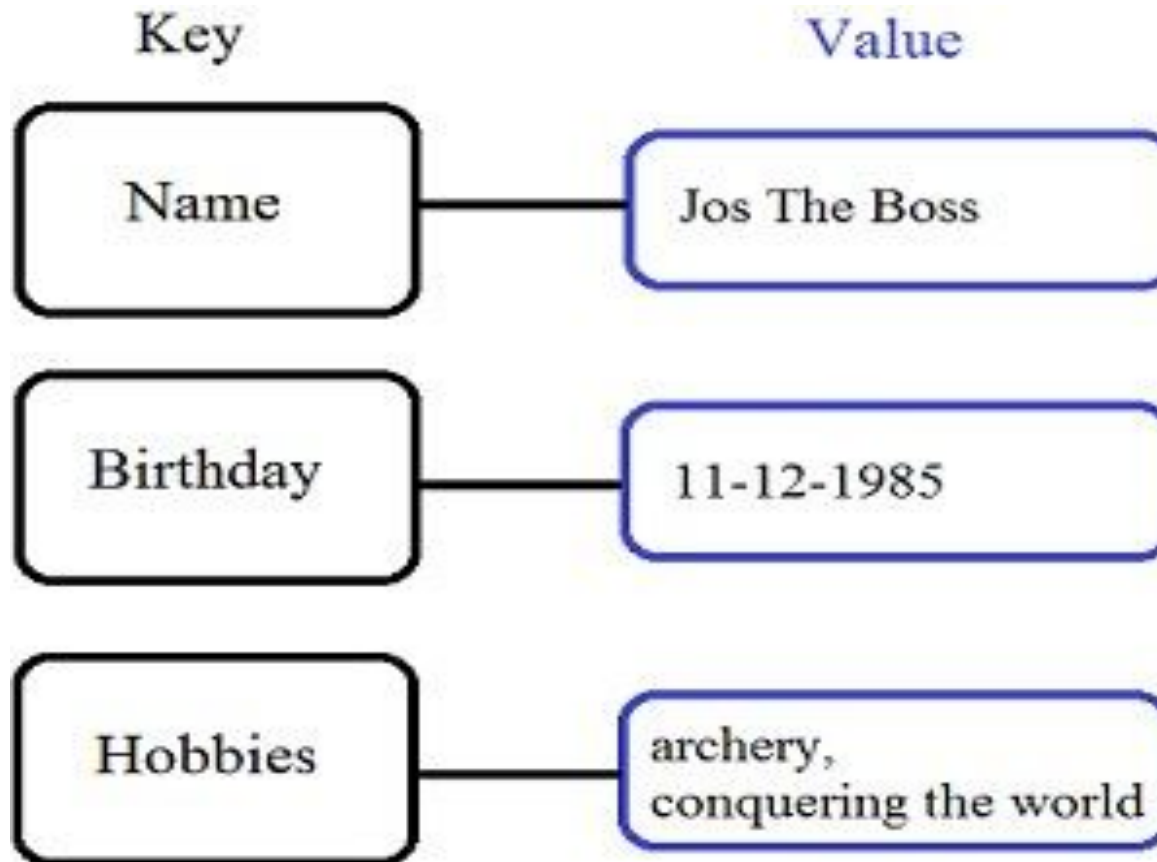 Key
Value
Name
Jos The Boss
Birthday
11-12-1985
Hobbies
archery,
conquering the world